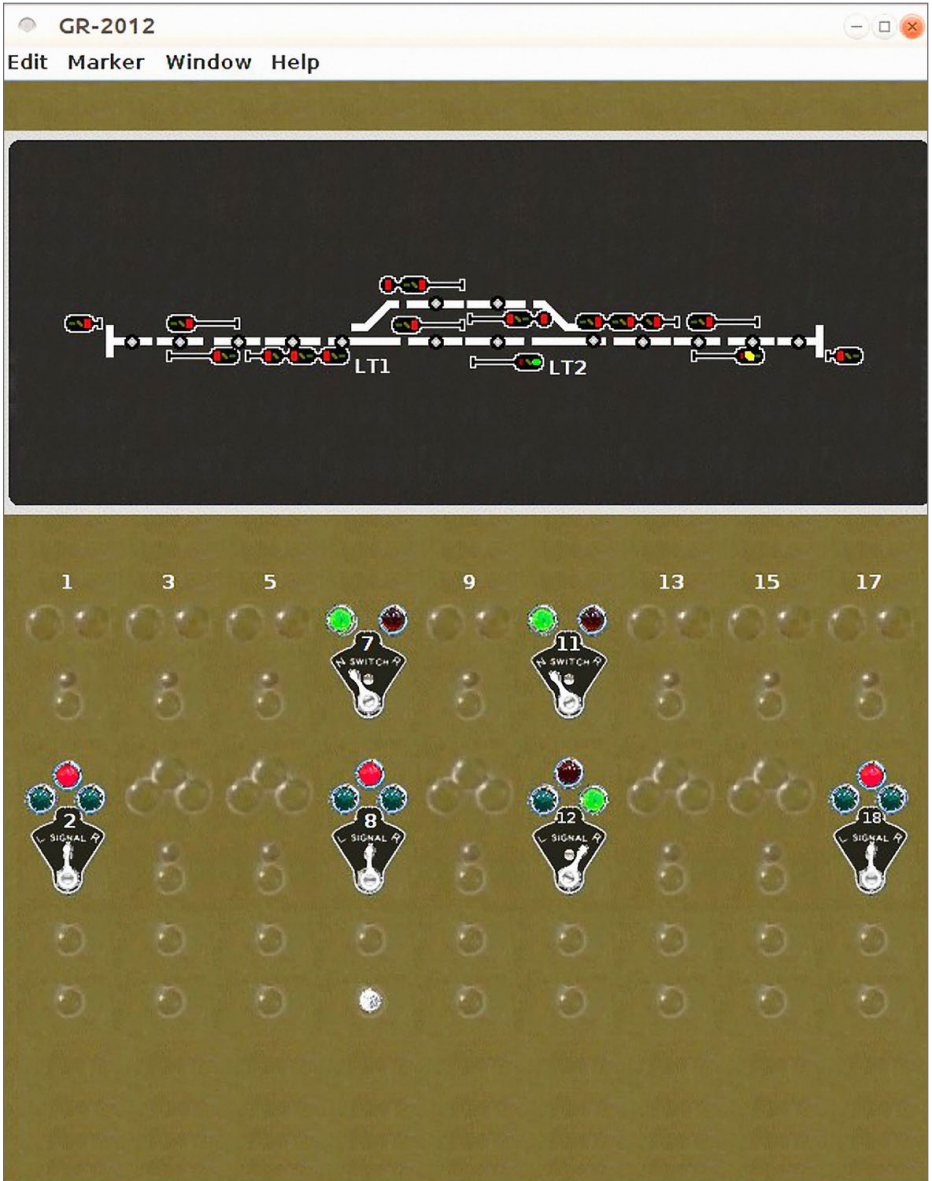 GR-2012
Edit Marker Window Help
LT1 LT2
1 3 5 9 13 15 17
7 11
N SWITCH R N SWITCH R
2 8 12 18
L SIGNAL R L SIGNAL R L SIGNAL R L SIGNAL R